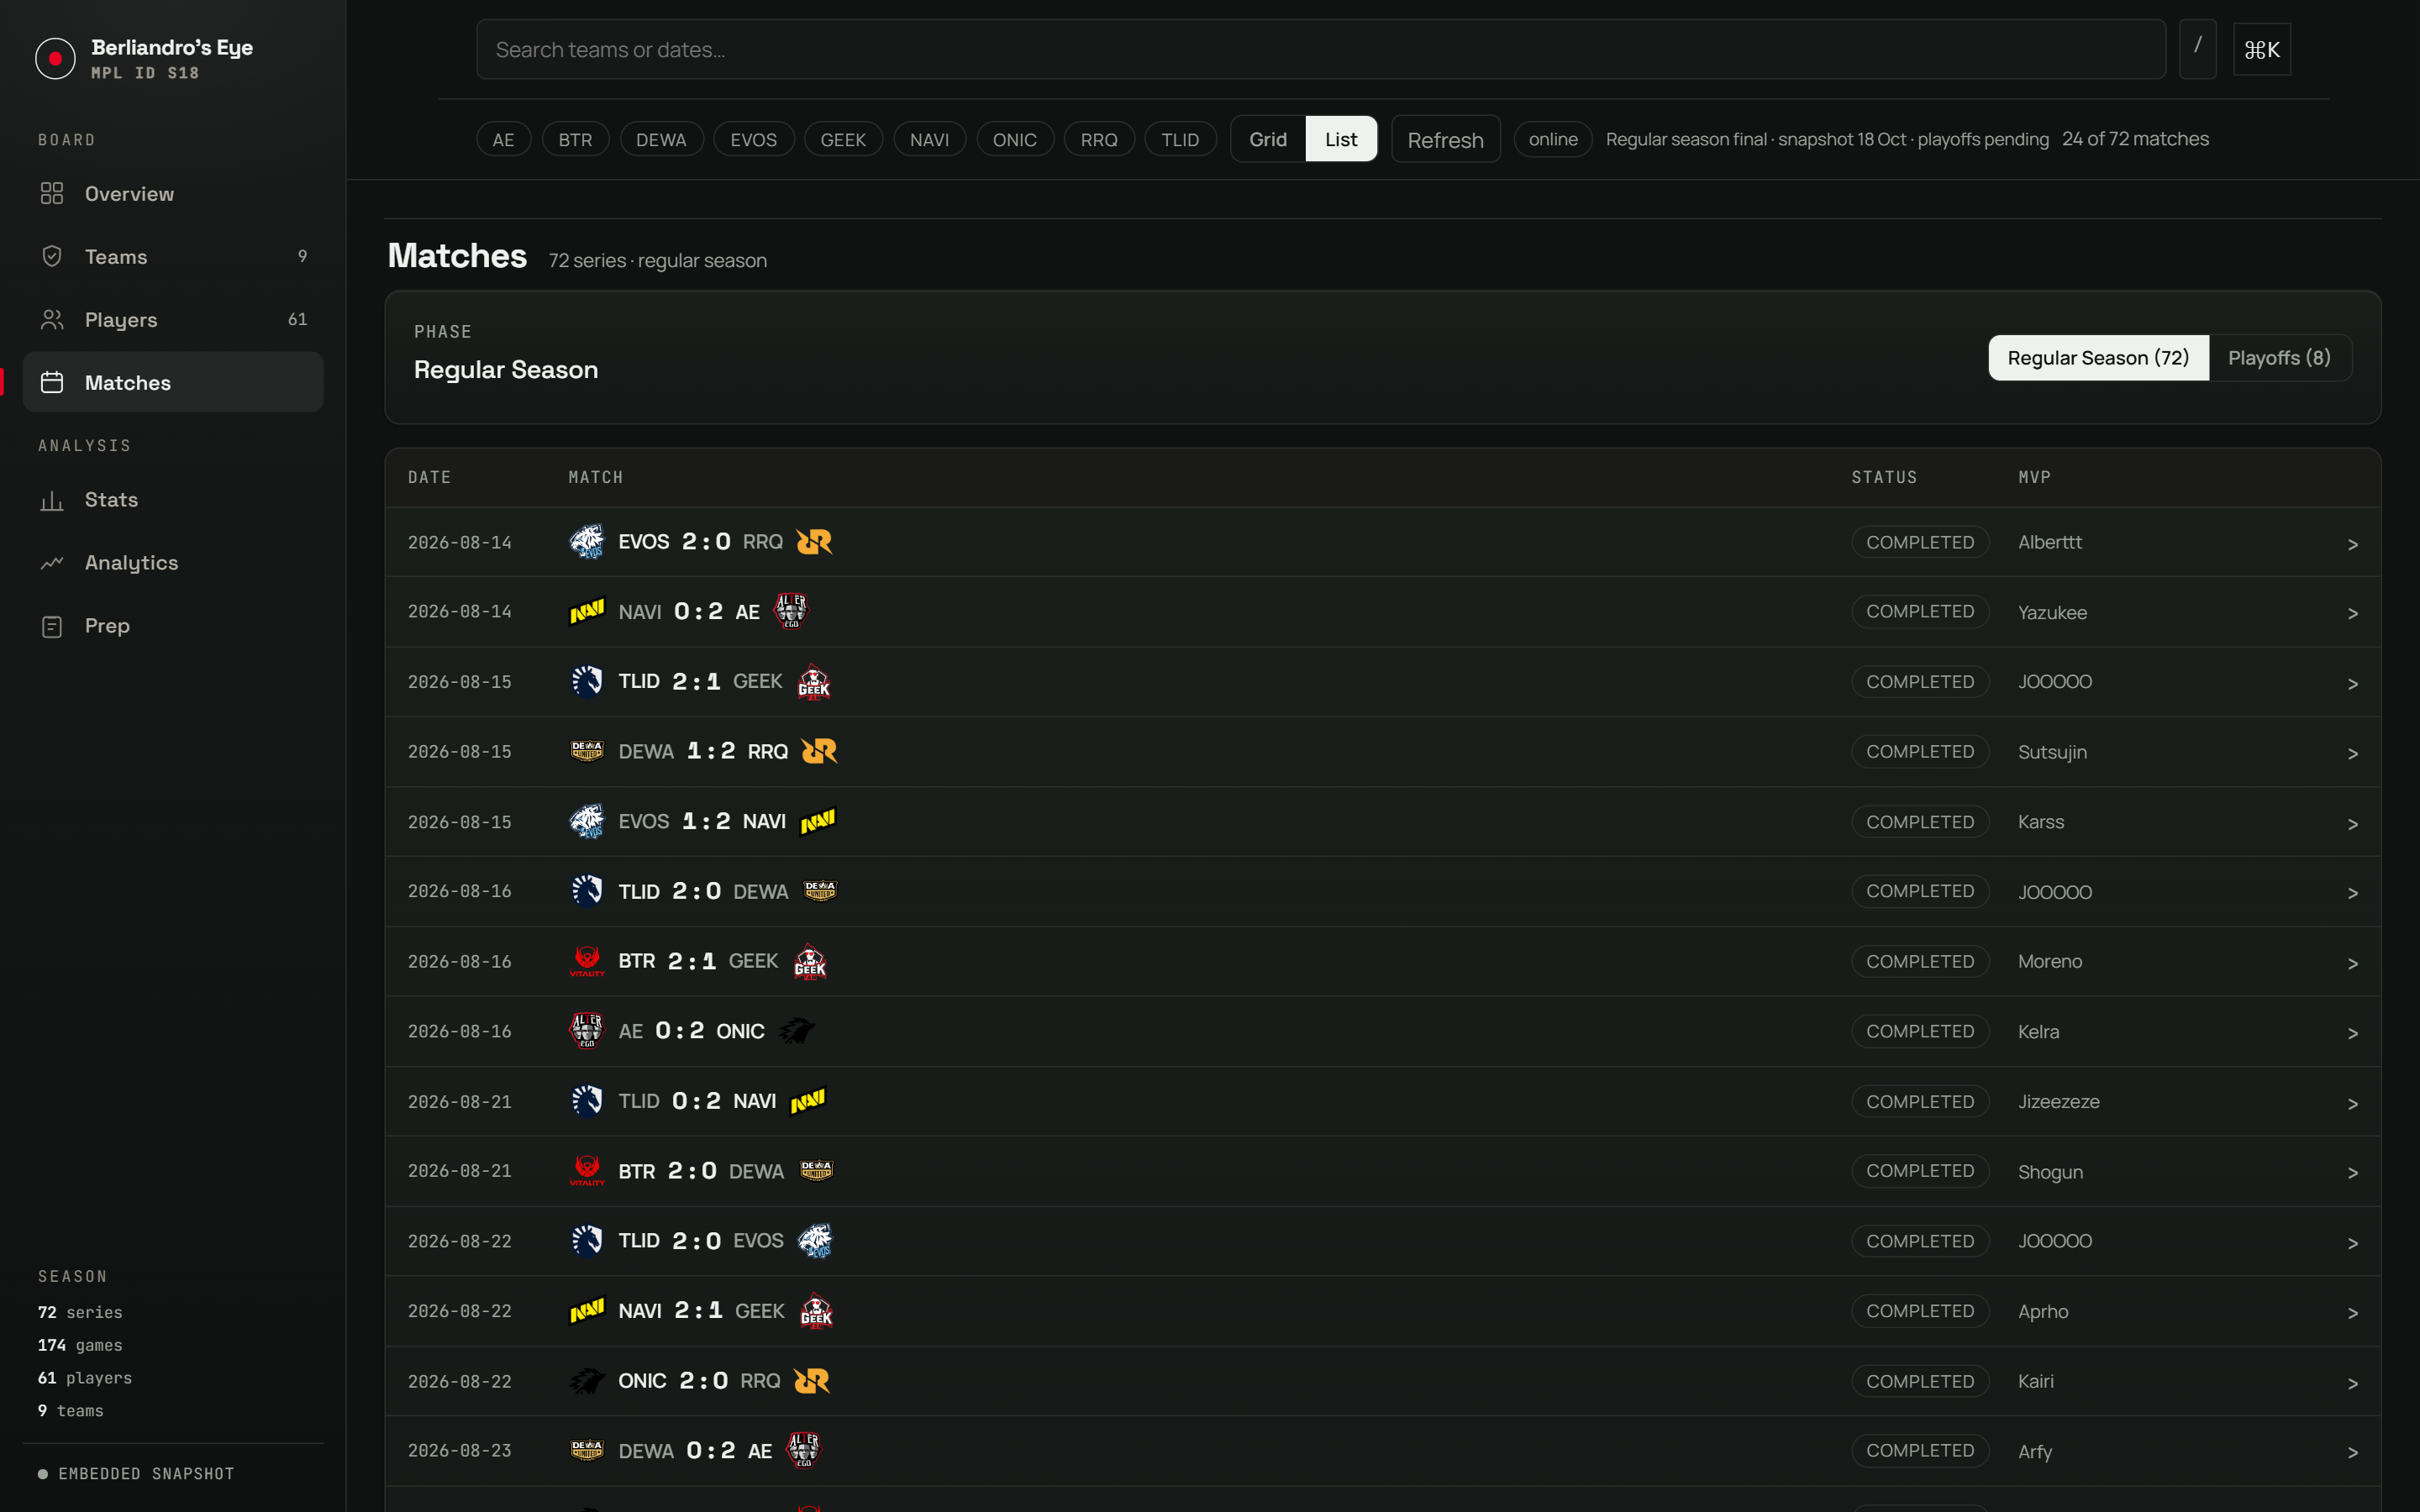 Berliandro's Eye
MPL ID S18
BOARD
Overview
Teams 9
Players 61
Matches
ANALYSIS
Stats
Analytics
Prep
SEASON
72 series
174 games
61 players
9 teams
EMBEDDED SNAPSHOT
Search teams or dates... / ⌘K
AE BTR DEWA EVOS GEEK NAVI ONIC RRQ TLID Grid List Refresh online Regular season final · snapshot 18 Oct · playoffs pending 24 of 72 matches
Matches 72 series · regular season
PHASE
Regular Season
Regular Season (72) Playoffs (8)
DATE MATCH STATUS MVP
2026-08-14 EVOS 2:0 RRQ COMPLETED Alberttt >
2026-08-14 NAVI 0:2 AE COMPLETED Yazukee >
2026-08-15 TLID 2:1 GEEK COMPLETED JOOOOO >
2026-08-15 DEWA 1:2 RRQ COMPLETED Sutsujin >
2026-08-15 EVOS 1:2 NAVI COMPLETED Karss >
2026-08-16 TLID 2:0 DEWA COMPLETED JOOOOO >
2026-08-16 BTR 2:1 GEEK COMPLETED Moreno >
2026-08-16 AE 0:2 ONIC COMPLETED Kelra >
2026-08-21 TLID 0:2 NAVI COMPLETED Jizeezeze >
2026-08-21 BTR 2:0 DEWA COMPLETED Shogun >
2026-08-22 TLID 2:0 EVOS COMPLETED JOOOOO >
2026-08-22 NAVI 2:1 GEEK COMPLETED Aprho >
2026-08-22 ONIC 2:0 RRQ COMPLETED Kairi >
2026-08-23 DEWA 0:2 AE COMPLETED Arfy >